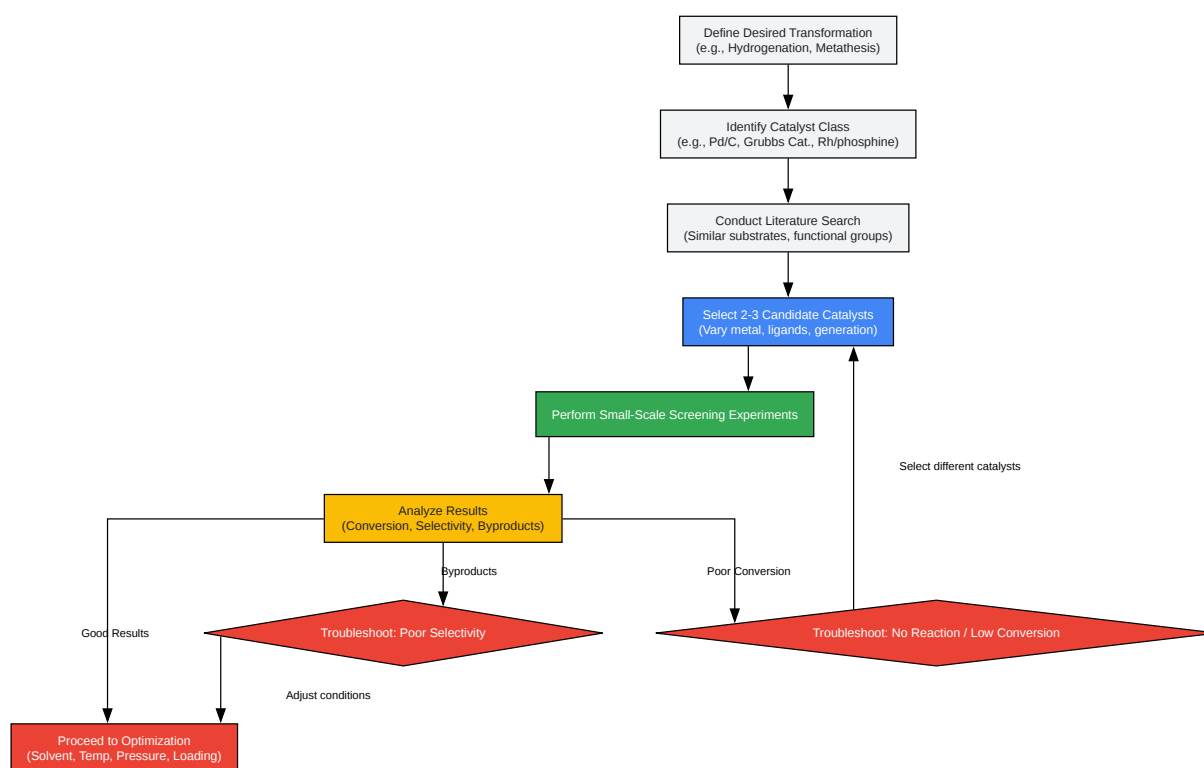 Define Desired Transformation
(e.g., Hydrogenation, Metathesis)
Identify Catalyst Class
(e.g., Pd/C, Grubbs Cat., Rh/phosphine)
Conduct Literature Search
(Similar substrates, functional groups)
Select 2-3 Candidate Catalysts
(Vary metal, ligands, generation)
Perform Small-Scale Screening Experiments
Select different catalysts
Analyze Results
(Conversion, Selectivity, Byproducts)
Byproducts
Poor Conversion
Good Results
Troubleshoot: Poor Selectivity
Troubleshoot: No Reaction / Low Conversion
Adjust conditions
Proceed to Optimization
(Solvent, Temp, Pressure, Loading)